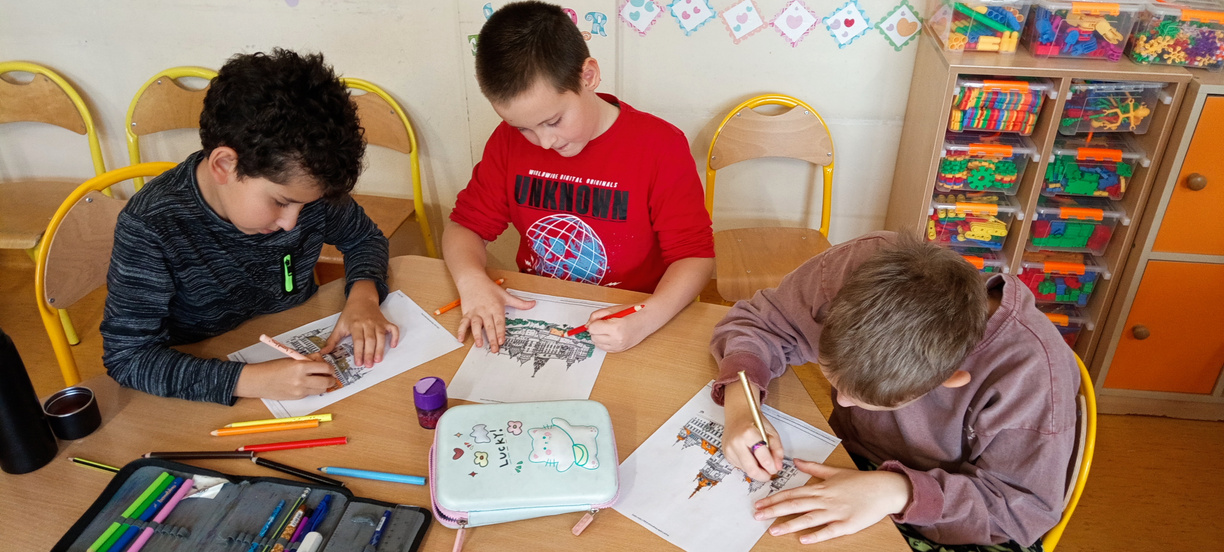 WORLDWIDE DIGITAL ORIGINALS
UNKNOWN
LUCKY!